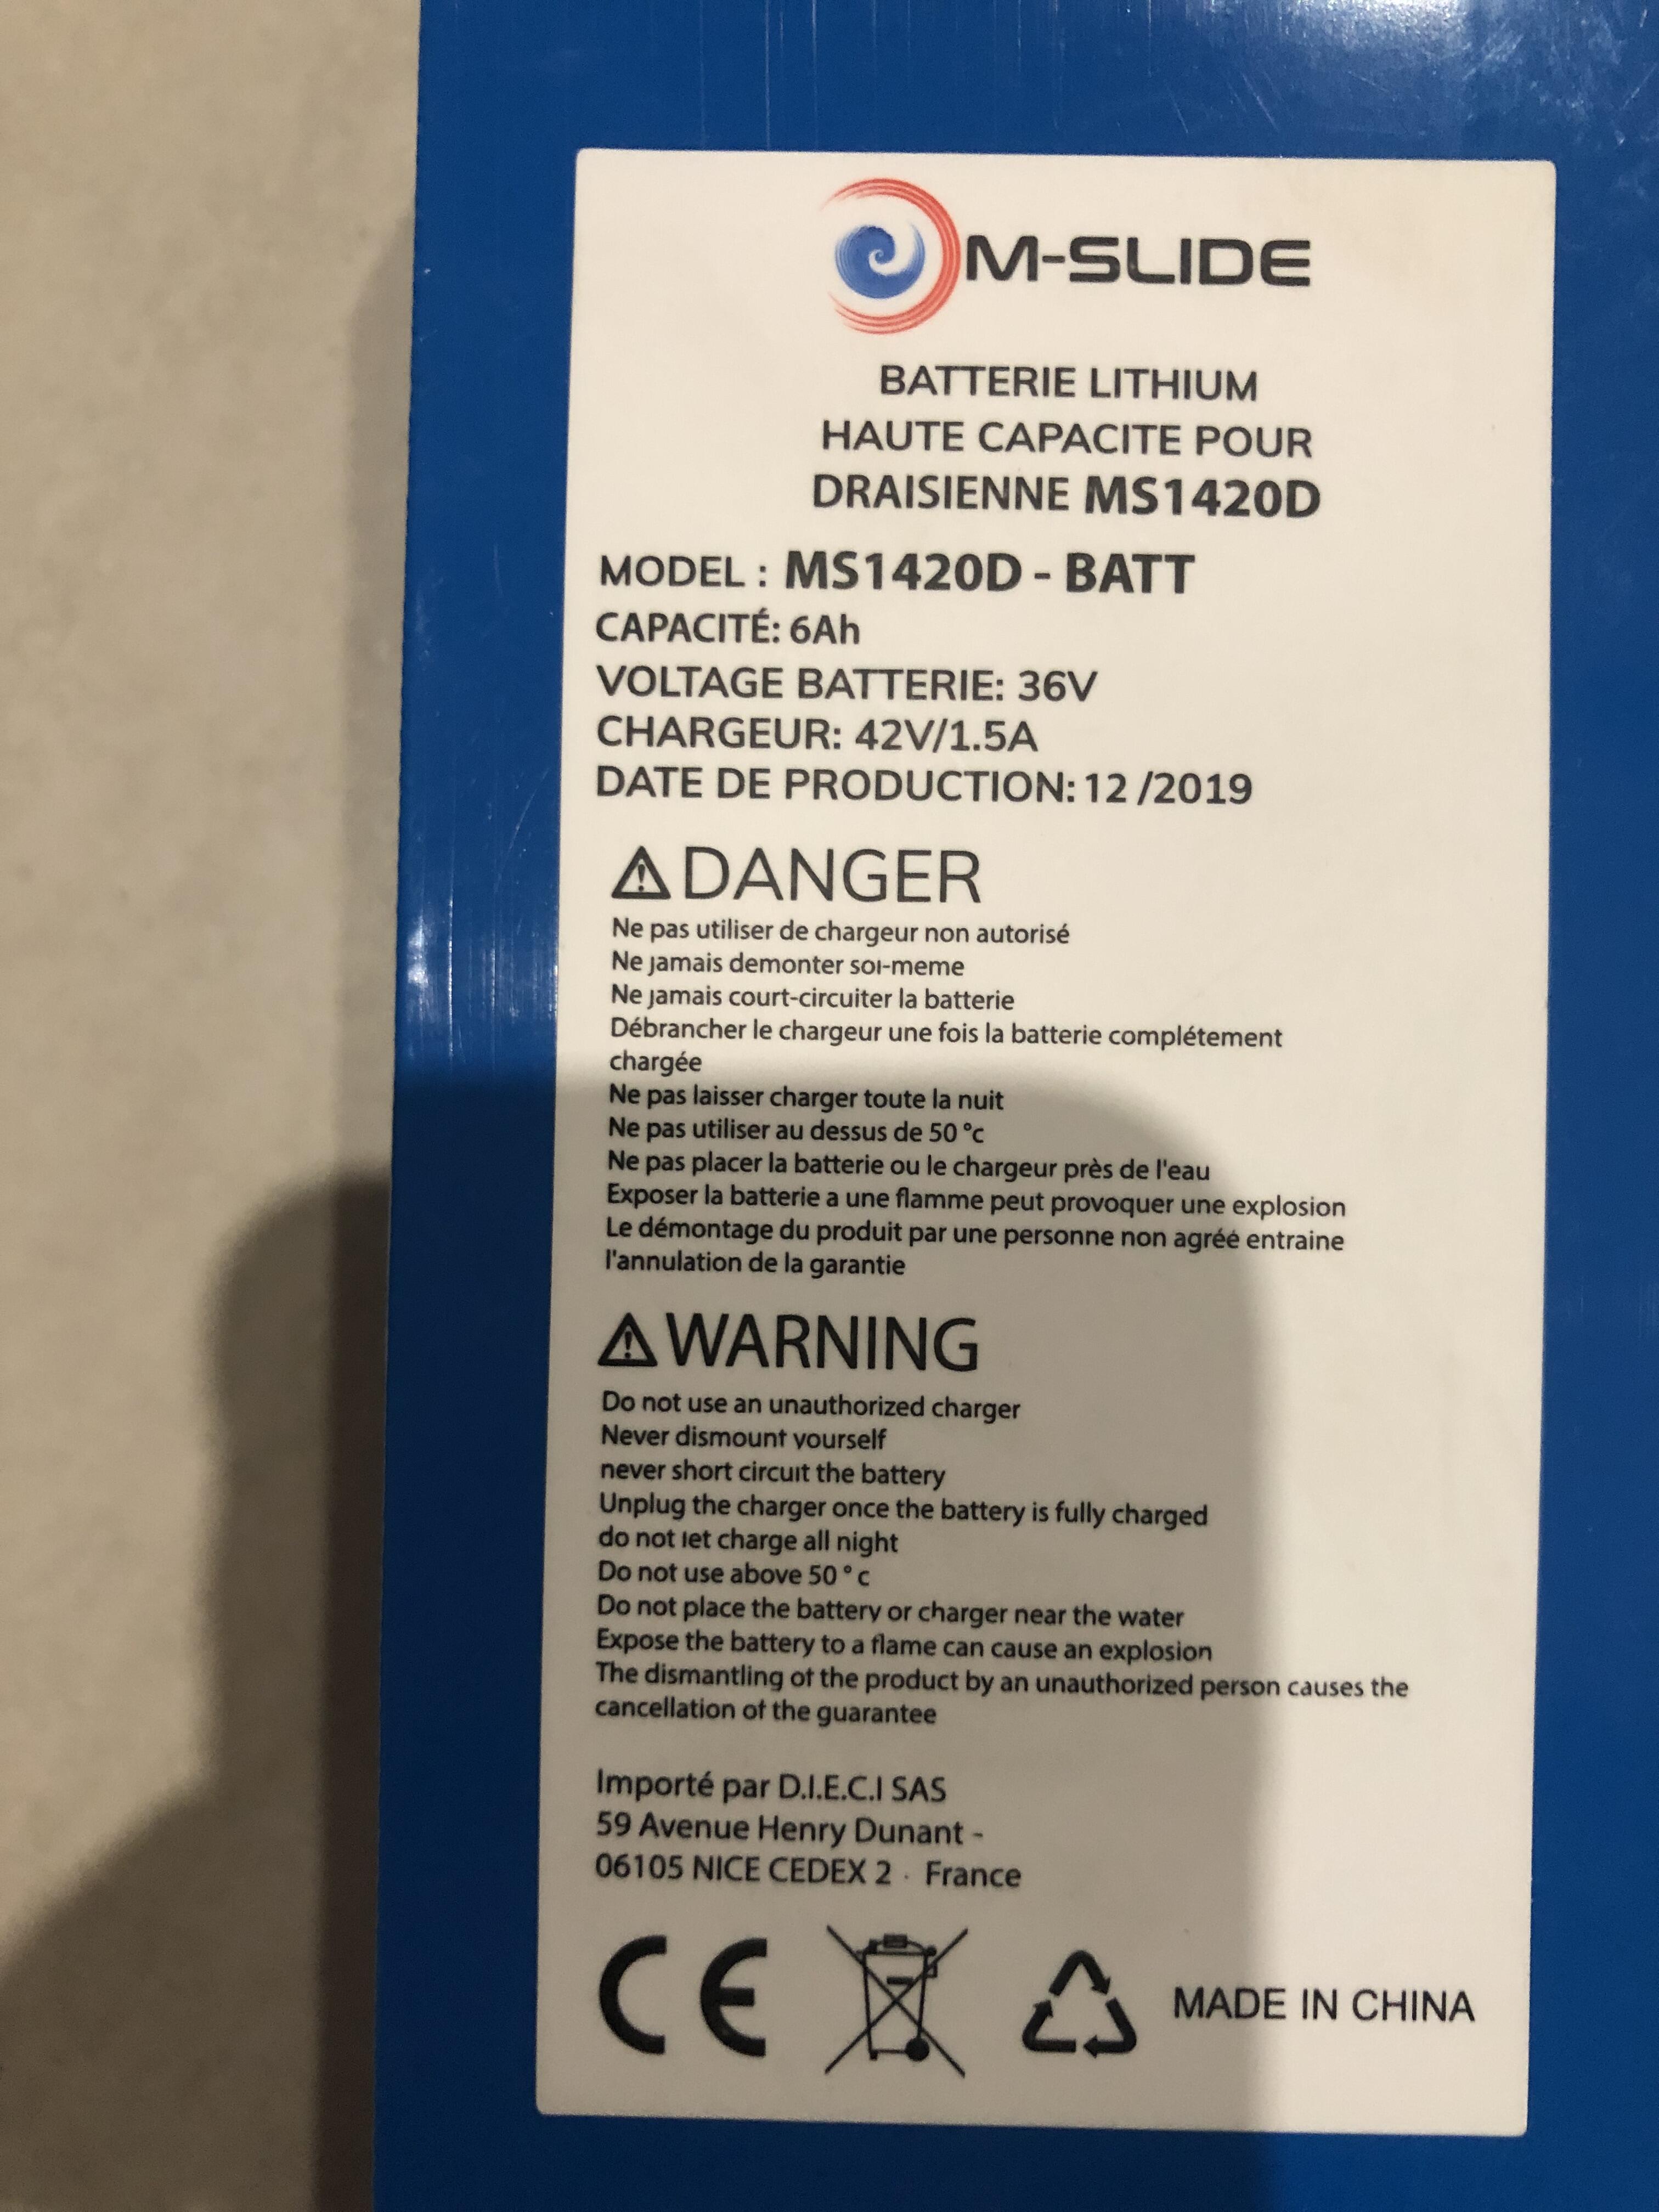 M-SLIDE
BATTERIE LITHIUM
HAUTE CAPACITE POUR
DRAISIENNE MS1420D
MODEL : MS1420D - BATT
CAPACITÉ: 6Ah
VOLTAGE BATTERIE: 36V
CHARGEUR: 42V/1.5A
DATE DE PRODUCTION: 12 /2019
DANGER
Ne pas utiliser de chargeur non autorisé
Ne jamais demonter soi-meme
Ne jamais court-circuiter la batterie
Débrancher le chargeur une fois la batterie complétement
chargée
Ne pas laisser charger toute la nuit
Ne pas utiliser au dessus de 50 °c
Ne pas placer la batterie ou le chargeur près de l'eau
Exposer la batterie a une flamme peut provoquer une explosion
Le démontage du produit par une personne non agréé entraine
l'annulation de la garantie
WARNING
Do not use an unauthorized charger
Never dismount yourself
never short circuit the battery
Unplug the charger once the battery is fully charged
do not let charge all night
Do not use above 50 ° c
Do not place the battery or charger near the water
Expose the battery to a flame can cause an explosion
The dismantling of the product by an unauthorized person causes the
cancellation of the guarantee
Importé par D.I.E.C.I SAS
59 Avenue Henry Dunant -
06105 NICE CEDEX 2 · France
CE MADE IN CHINA